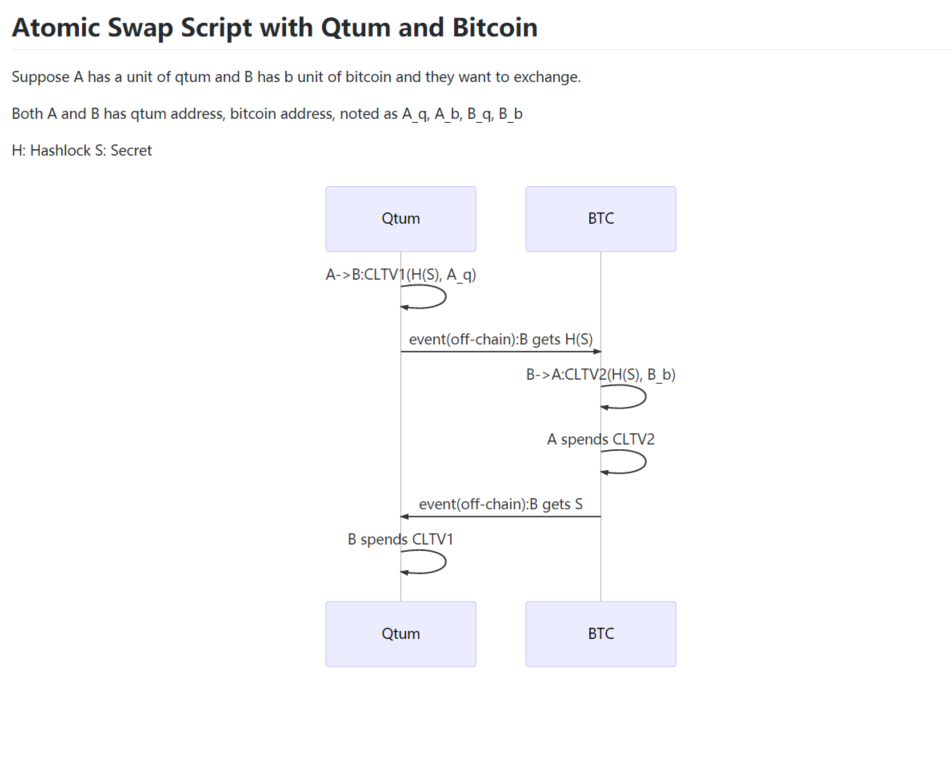 Atomic Swap Script with Qtum and Bitcoin
Suppose A has a unit of qtum and B has b unit of bitcoin and they want to exchange.
Both A and B has qtum address, bitcoin address, noted as A_q, A_b, B_q, B_b
H: Hashlock S: Secret
Qtum BTC
A->B:CLTV1(H(S), A_q)
event(off-chain):B gets H(S)
B->A:CLTV2(H(S), B_b)
A spends CLTV2
event(off-chain):B gets S
B spends CLTV1
Qtum BTC